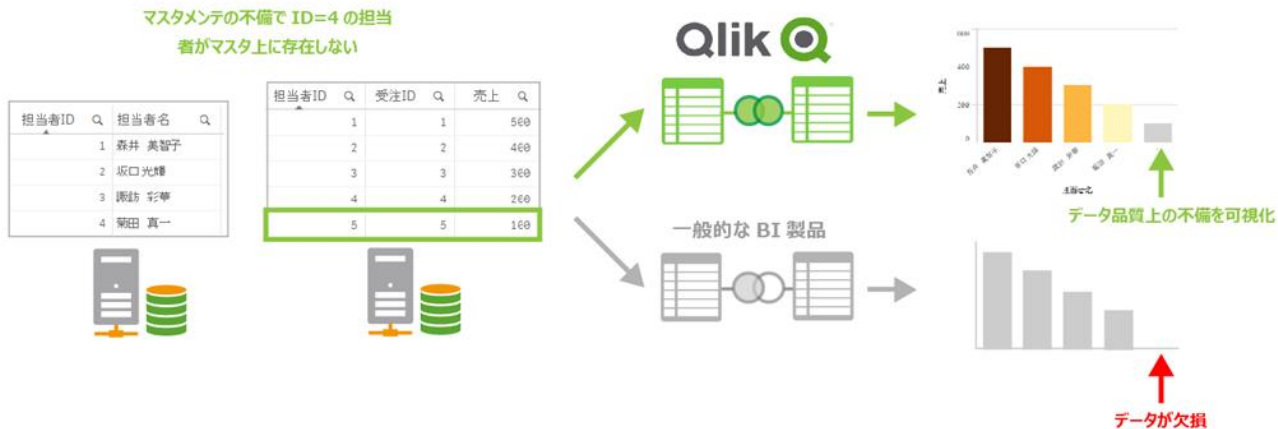 マスタメンテの不備で ID=4 の担当
者がマスタ上に存在しない
担当者ID 担当者名
1 森井 美智子
2 坂口 光輝
3 諏訪 彩華
4 菊田 真一
担当者ID 受注ID 売上
1 1 500
2 2 400
3 3 300
4 4 200
5 5 100
Qlik
一般的な BI 製品
売上
400
200
0
データ品質上の不備を可視化
データが欠損